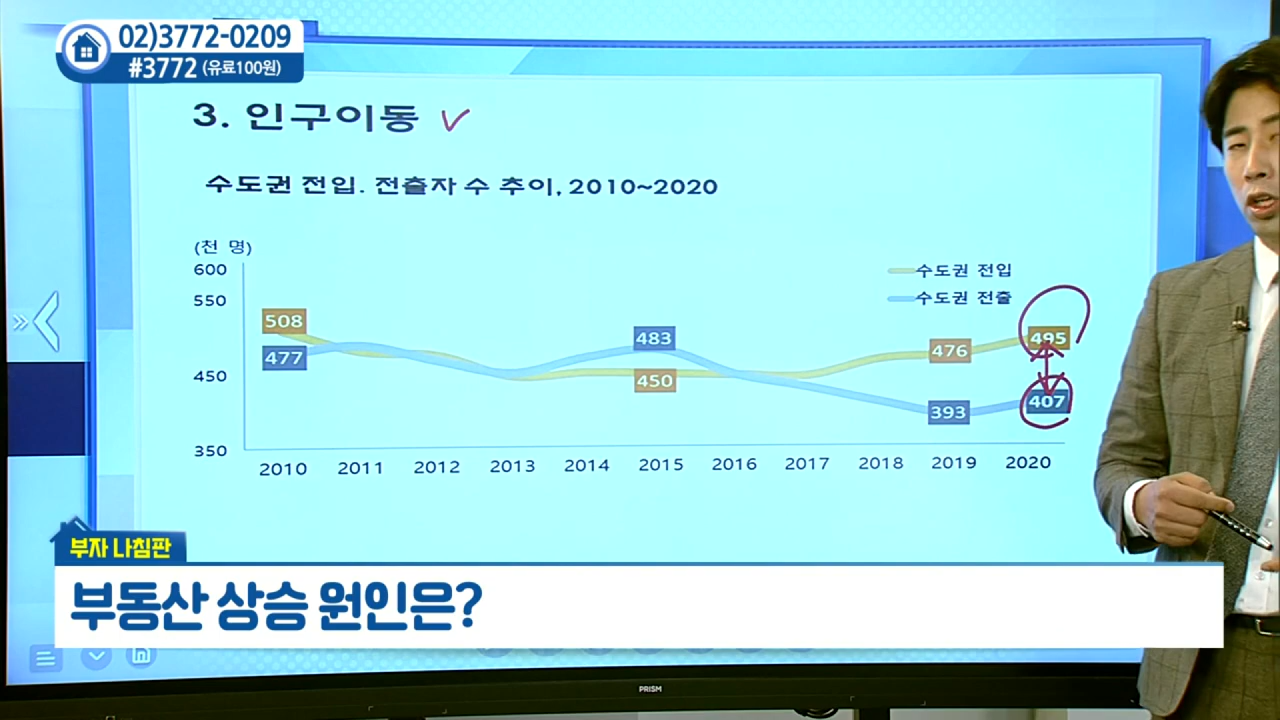 02)3772-0209
#3772 (유료100원)
3. 인구이동
수도권 전입. 전출자 수 추이, 2010~2020
(천 명)
600
550
450
350
수도권 전입
수도권 전출
508
477
483
450
476
393
495
407
2010 2011 2012 2013 2014 2015 2016 2017 2018 2019 2020
부자 나침판
부동산 상승 원인은?
PRISM